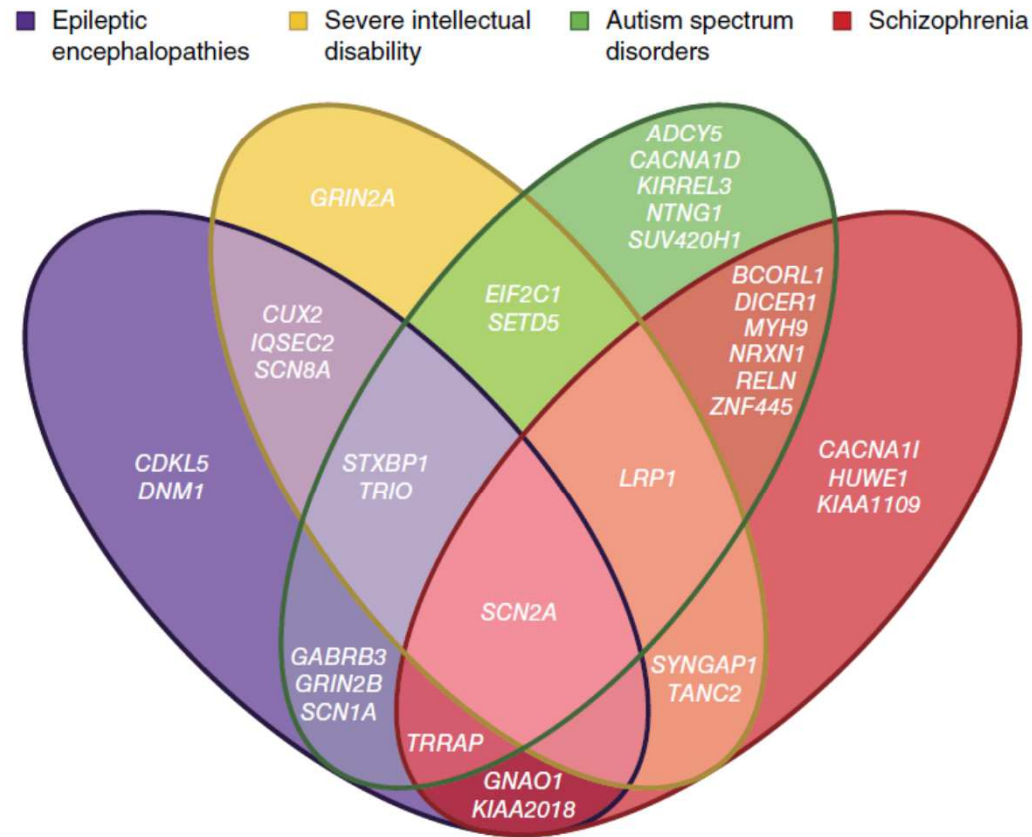 Epileptic
encephalopathies
Severe intellectual
disability
Autism spectrum
disorders
Schizophrenia
ADCY5
CACNA1D
KIRREL3
NTNG1
SUV420H1
GRIN2A
BCORL1
DICER1
MYH9
NRXN1
RELN
ZNF445
EIF2C1
SETD5
CUX2
IQSEC2
SCN8A
CDKL5
DNM1
STXBP1
TRIO
LRP1
CACNA1I
HUWE1
KIAA1109
SCN2A
GABRB3
GRIN2B
SCN1A
SYNGAP1
TANC2
TRRAP
GNAO1
KIAA2018